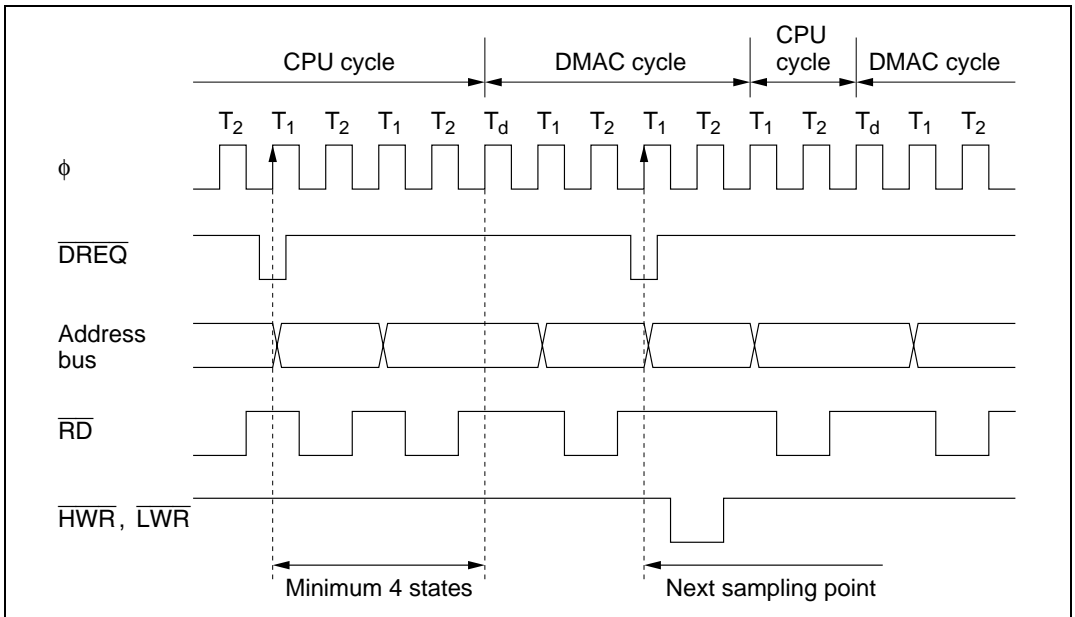 CPU cycle DMAC cycle CPU cycle DMAC cycle
T2 T1 T2 T1 T2 Td T1 T2 T1 T2 T1 T2 Td T1 T2
φ
DREQ
Address
bus
RD
HWR, LWR
Minimum 4 states Next sampling point